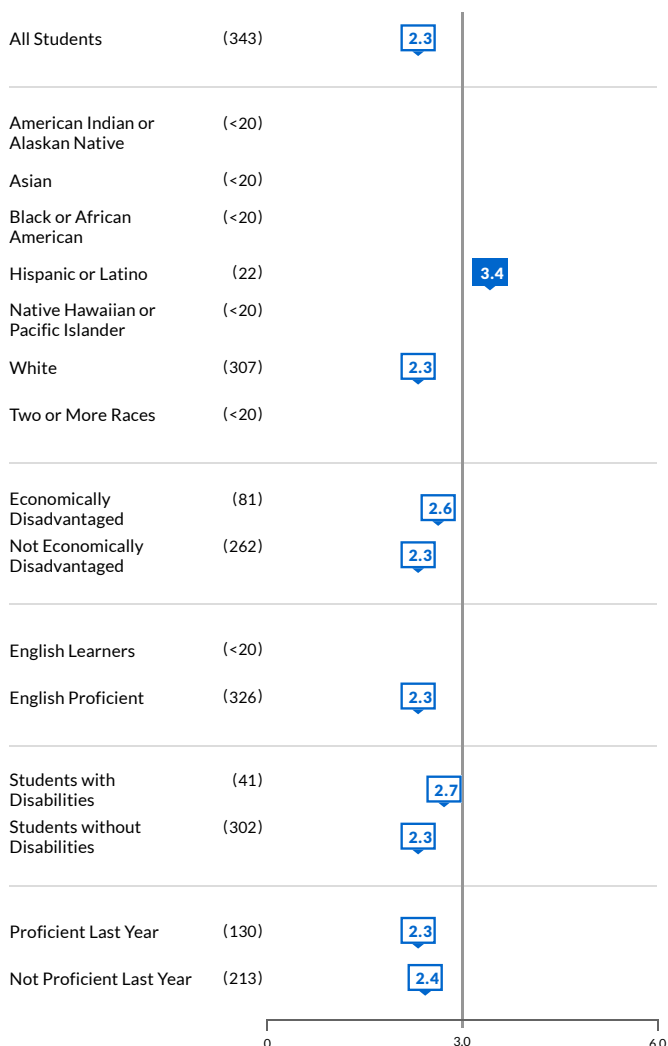 All Students (343) 2.3
American Indian or (<20)
Alaskan Native
Asian (<20)
Black or African (<20)
American
Hispanic or Latino (22) 3.4
Native Hawaiian or (<20)
Pacific Islander
White (307) 2.3
Two or More Races (<20)
Economically (81) 2.6
Disadvantaged
Not Economically (262) 2.3
Disadvantaged
English Learners (<20)
English Proficient (326) 2.3
Students with (41) 2.7
Disabilities
Students without (302) 2.3
Disabilities
Proficient Last Year (130) 2.3
Not Proficient Last Year (213) 2.4
0 3.0 6.0